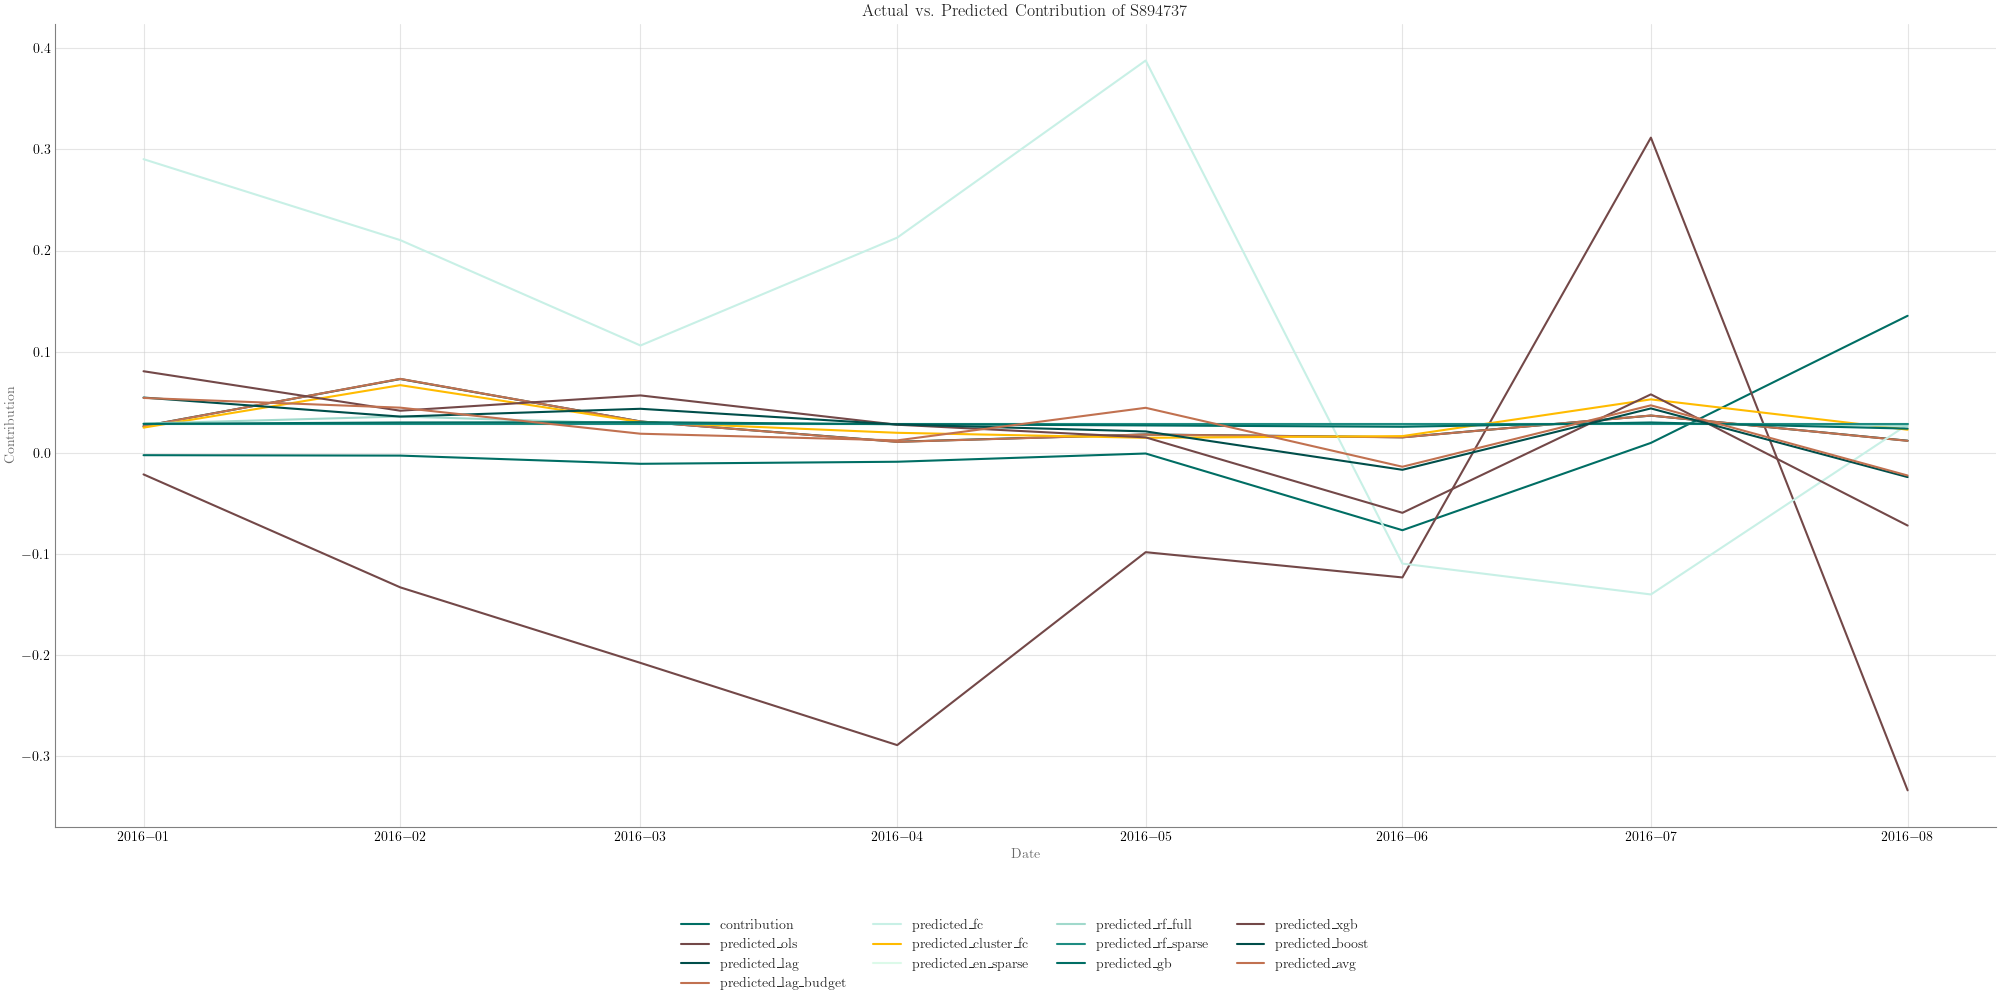 Actual vs. Predicted Contribution of S894737
0.4
0.3
0.2
0.1
0.0
−0.1
−0.2
−0.3
Contribution
2016−01 2016−02 2016−03 2016−04 2016−05 2016−06 2016−07 2016−08
Date
contribution predicted_fc predicted_rf_full predicted_xgb
predicted_ols predicted_cluster_fc predicted_rf_sparse predicted_boost
predicted_lag predicted_en_sparse predicted_gb predicted_avg
predicted_lag_budget